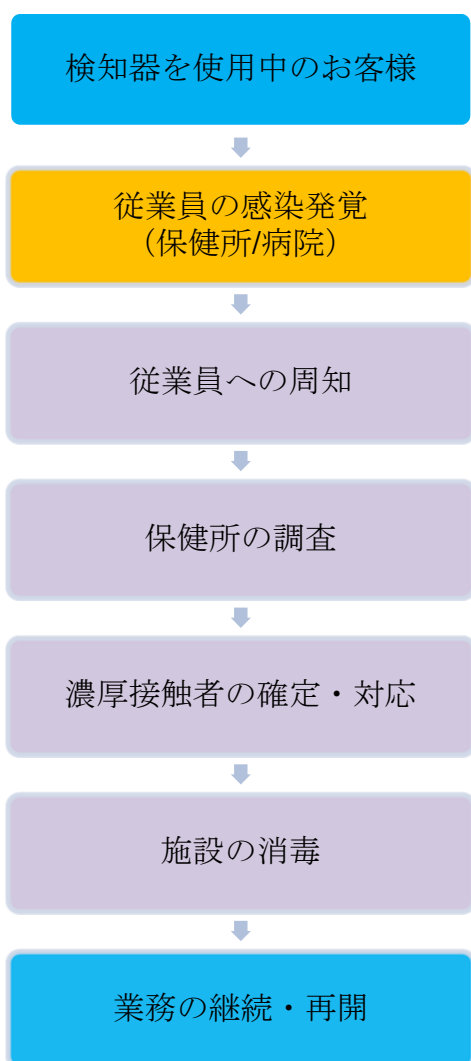 検知器を使用中のお客様
従業員の感染発覚
（保健所/病院）
従業員への周知
保健所の調査
濃厚接触者の確定・対応
施設の消毒
業務の継続・再開